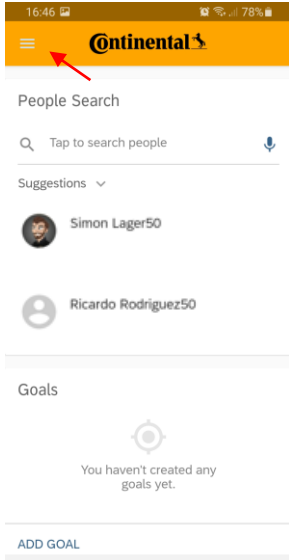 16:46 78%
Continental
People Search
Tap to search people
Suggestions
Simon Lager50
Ricardo Rodriguez50
Goals
You haven't created any
goals yet.
ADD GOAL